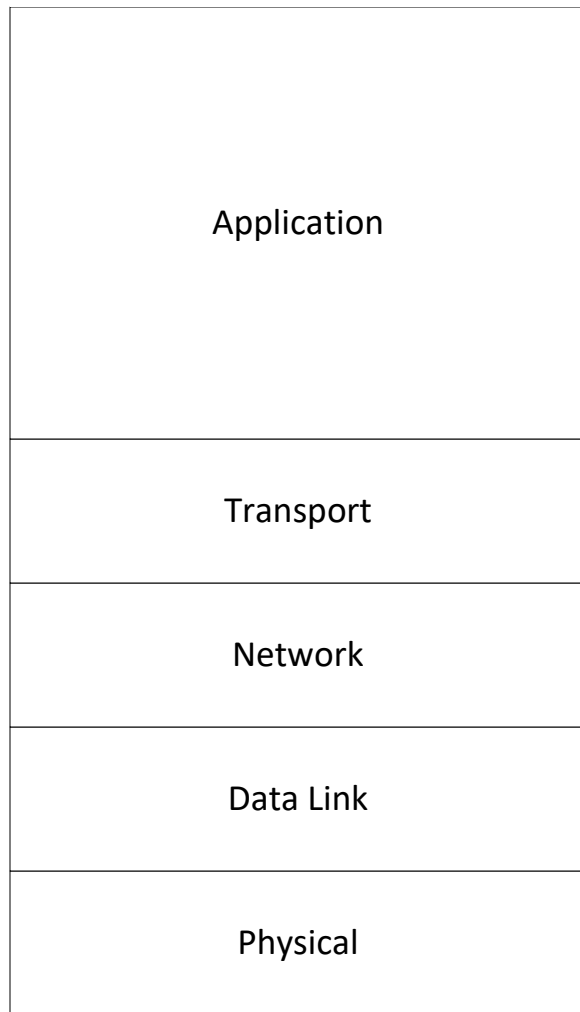 Application
Transport
Network
Data Link
Physical